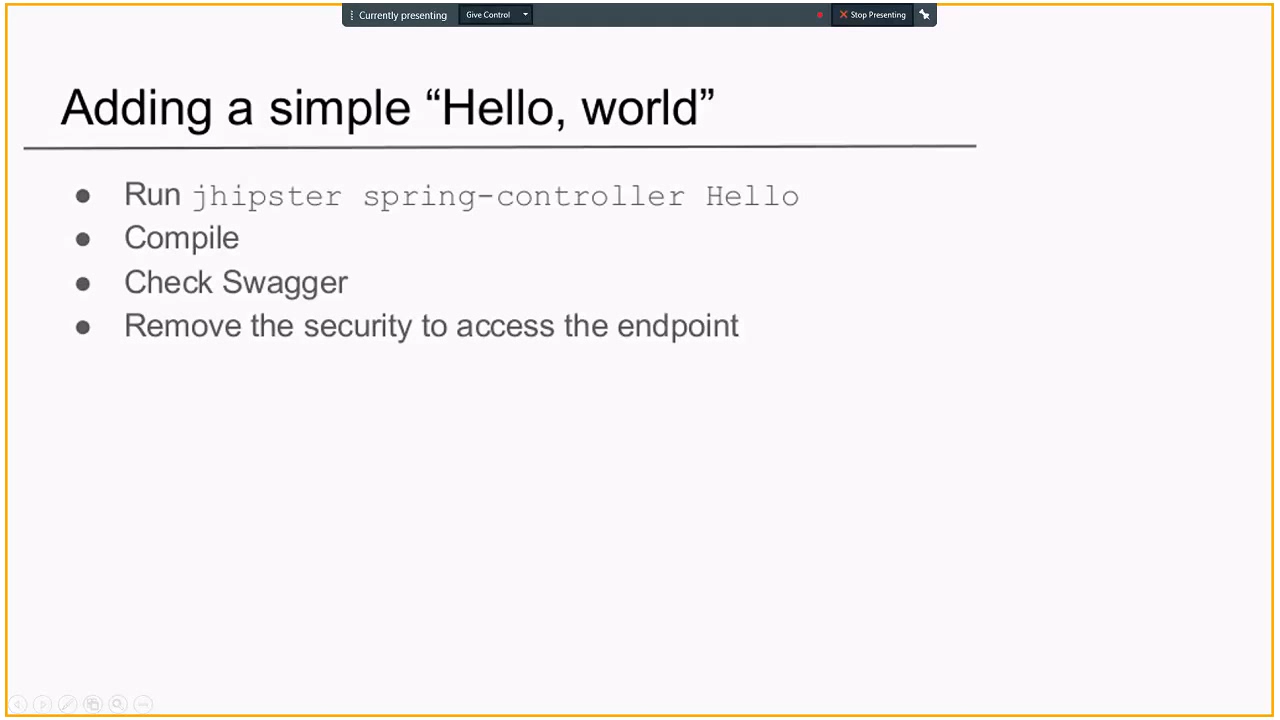 Currently presenting
Give Control
Stop Presenting
Adding a simple “Hello, world”
● Run jhipster spring-controller Hello
● Compile
● Check Swagger
● Remove the security to access the endpoint